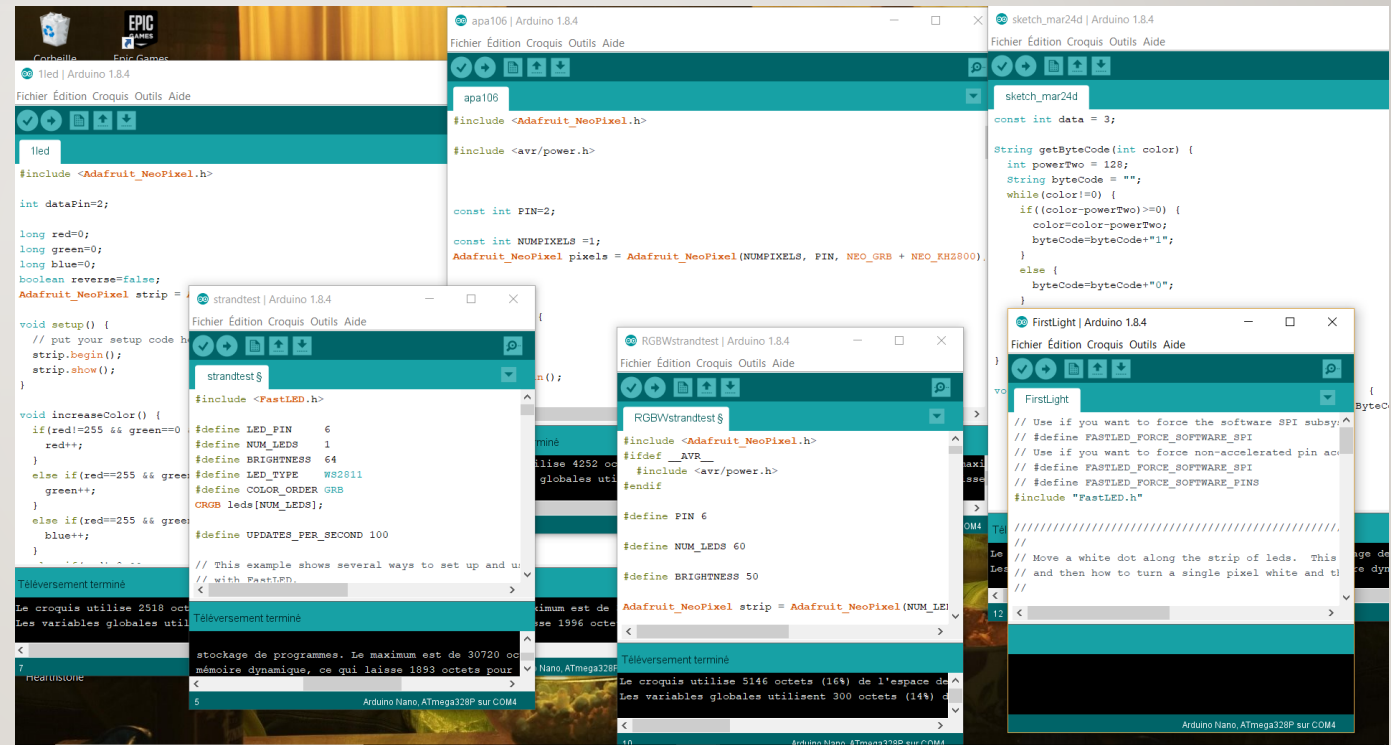 Corbeille
EPIC
GAMES
Epic Games
1led | Arduino 1.8.4
Fichier Édition Croquis Outils Aide
1led
#include <Adafruit_NeoPixel.h>
int dataPin=2;
long red=0;
long green=0;
long blue=0;
boolean reverse=false;
Adafruit_NeoPixel strip =
void setup() {
// put your setup code
strip.begin();
strip.show();
}
void increaseColor() {
if(red!=255 && green==0
red++;
}
else if(red==255 &&
green++;
}
else if(red==255 &&
blue++;
}
Téléversement terminé
Le croquis utilise 2518
Les variables globales
7
Hearthstone
apa106 | Arduino 1.8.4
Fichier Édition Croquis Outils Aide
apa106
#include <Adafruit_NeoPixel.h>
#include <avr/power.h>
const int PIN=2;
const int NUMPIXELS =1;
Adafruit_NeoPixel pixels = Adafruit_NeoPixel(NUMPIXELS, PIN, NEO_GRB + NEO_KHZ800)
{
n();
4252
globales
1996
sketch_mar24d | Arduino 1.8.4
Fichier Édition Croquis Outils Aide
sketch_mar24d
const int data = 3;
String getByteCode(int color) {
int powerTwo = 128;
String byteCode = "";
while(color!=0) {
if((color-powerTwo)>=0) {
color=color-powerTwo;
byteCode=byteCode+"1";
}
else {
byteCode=byteCode+"0";
}
}
{
Le
12
strandtest | Arduino 1.8.4
Fichier Édition Croquis Outils Aide
strandtest §
#include <FastLED.h>
#define LED_PIN 6
#define NUM_LEDS 1
#define BRIGHTNESS 64
#define LED_TYPE WS2811
#define COLOR_ORDER GRB
CRGB leds[NUM_LEDS];
#define UPDATES_PER_SECOND 100
// This example shows several ways to set up and
// with FastLED.
Téléversement terminé
stockage de programmes. Le maximum est de 30720
mémoire dynamique, ce qui laisse 1893 octets pour
5
Arduino Nano, ATmega328P sur COM4
RGBWstrandtest | Arduino 1.8.4
Fichier Édition Croquis Outils Aide
RGBWstrandtest §
#include <Adafruit_NeoPixel.h>
#ifdef __AVR__
#include <avr/power.h>
#endif
#define PIN 6
#define NUM_LEDS 60
#define BRIGHTNESS 50
Adafruit_NeoPixel strip = Adafruit_NeoPixel(NUM_LE
Téléversement terminé
Le croquis utilise 5146 octets (16%) de l'espace de
Les variables globales utilisent 300 octets (14%) d
10
Arduino Nano, ATmega328P sur COM4
FirstLight | Arduino 1.8.4
Fichier Édition Croquis Outils Aide
FirstLight
// Use if you want to force the software SPI
// #define FASTLED_FORCE_SOFTWARE_SPI
// Use if you want to force non-accelerated pin
// #define FASTLED_FORCE_SOFTWARE_SPI
// #define FASTLED_FORCE_SOFTWARE_PINS
#include "FastLED.h"
////////////////////////////////////////////////////
//
// Move a white dot along the strip of leds. This
// and then how to turn a single pixel white and
//
Arduino Nano, ATmega328P sur COM4